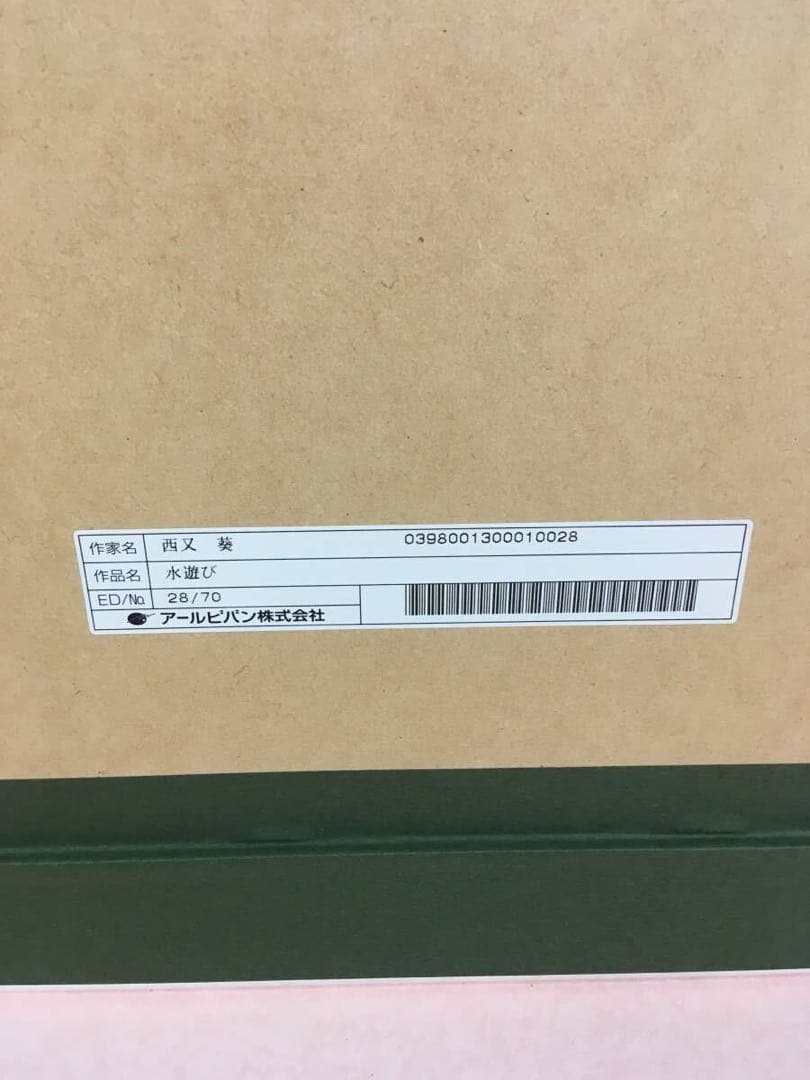 作家名 西又 葵 0398001300010028
作品名 水遊び
ED/No. 28/70
アールビバン株式会社